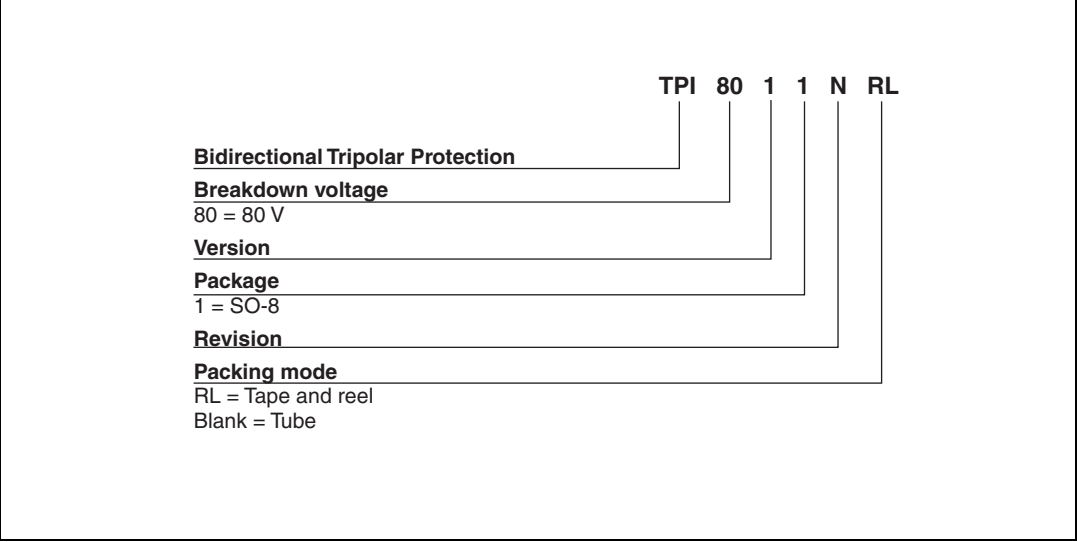 TPI 80 1 1 N RL
Bidirectional Tripolar Protection
Breakdown voltage
80 = 80 V
Version
Package
1 = SO-8
Revision
Packing mode
RL = Tape and reel
Blank = Tube